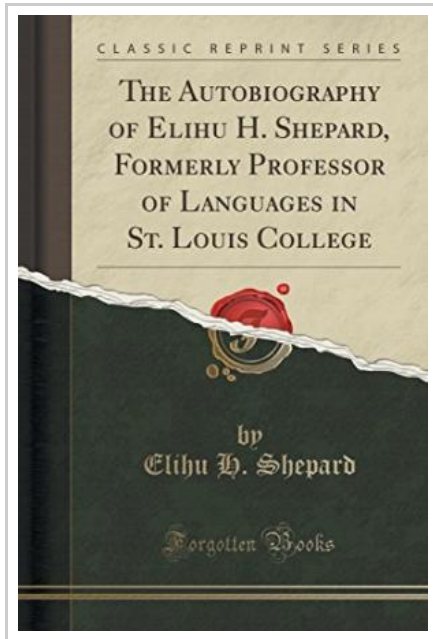 CLASSIC REPRINT SERIES
THE AUTOBIOGRAPHY
OF ELIHU H. SHEPARD,
FORMERLY PROFESSOR
OF LANGUAGES IN
ST. LOUIS COLLEGE
by
Elihu H. Shepard
Forgotten Books